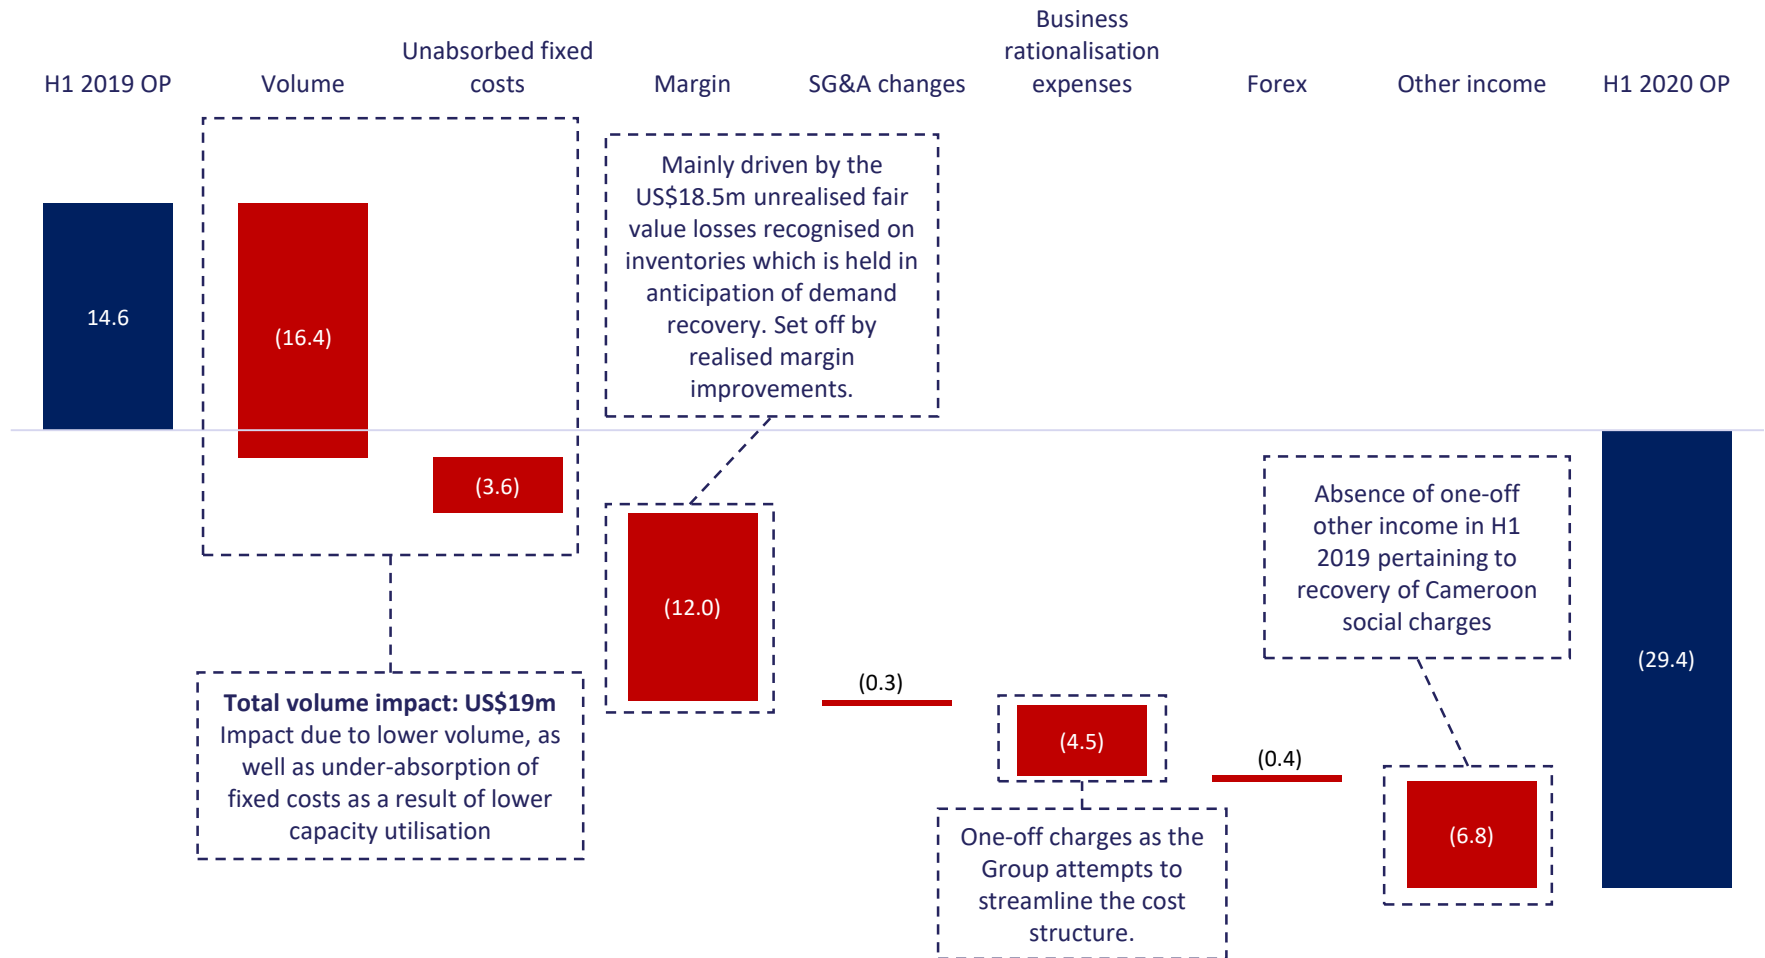 Business
Unabsorbed fixed
rationalisation
H1 2019 OP
Volume
costs
Margin
SG&A changes
expenses
Forex
Other income
H1 2020 OP
14.6
(16.4)
(3.6)
Mainly driven by the
US$18.5m unrealised fair
value losses recognised on
inventories which is held in
anticipation of demand
recovery. Set off by
realised margin
improvements.
(12.0)
(0.3)
(4.5)
(0.4)
Absence of one-off
other income in H1
2019 pertaining to
recovery of Cameroon
social charges
(6.8)
(29.4)
Total volume impact: US$19m
Impact due to lower volume, as
well as under-absorption of
fixed costs as a result of lower
capacity utilisation
One-off charges as the
Group attempts to
streamline the cost
structure.